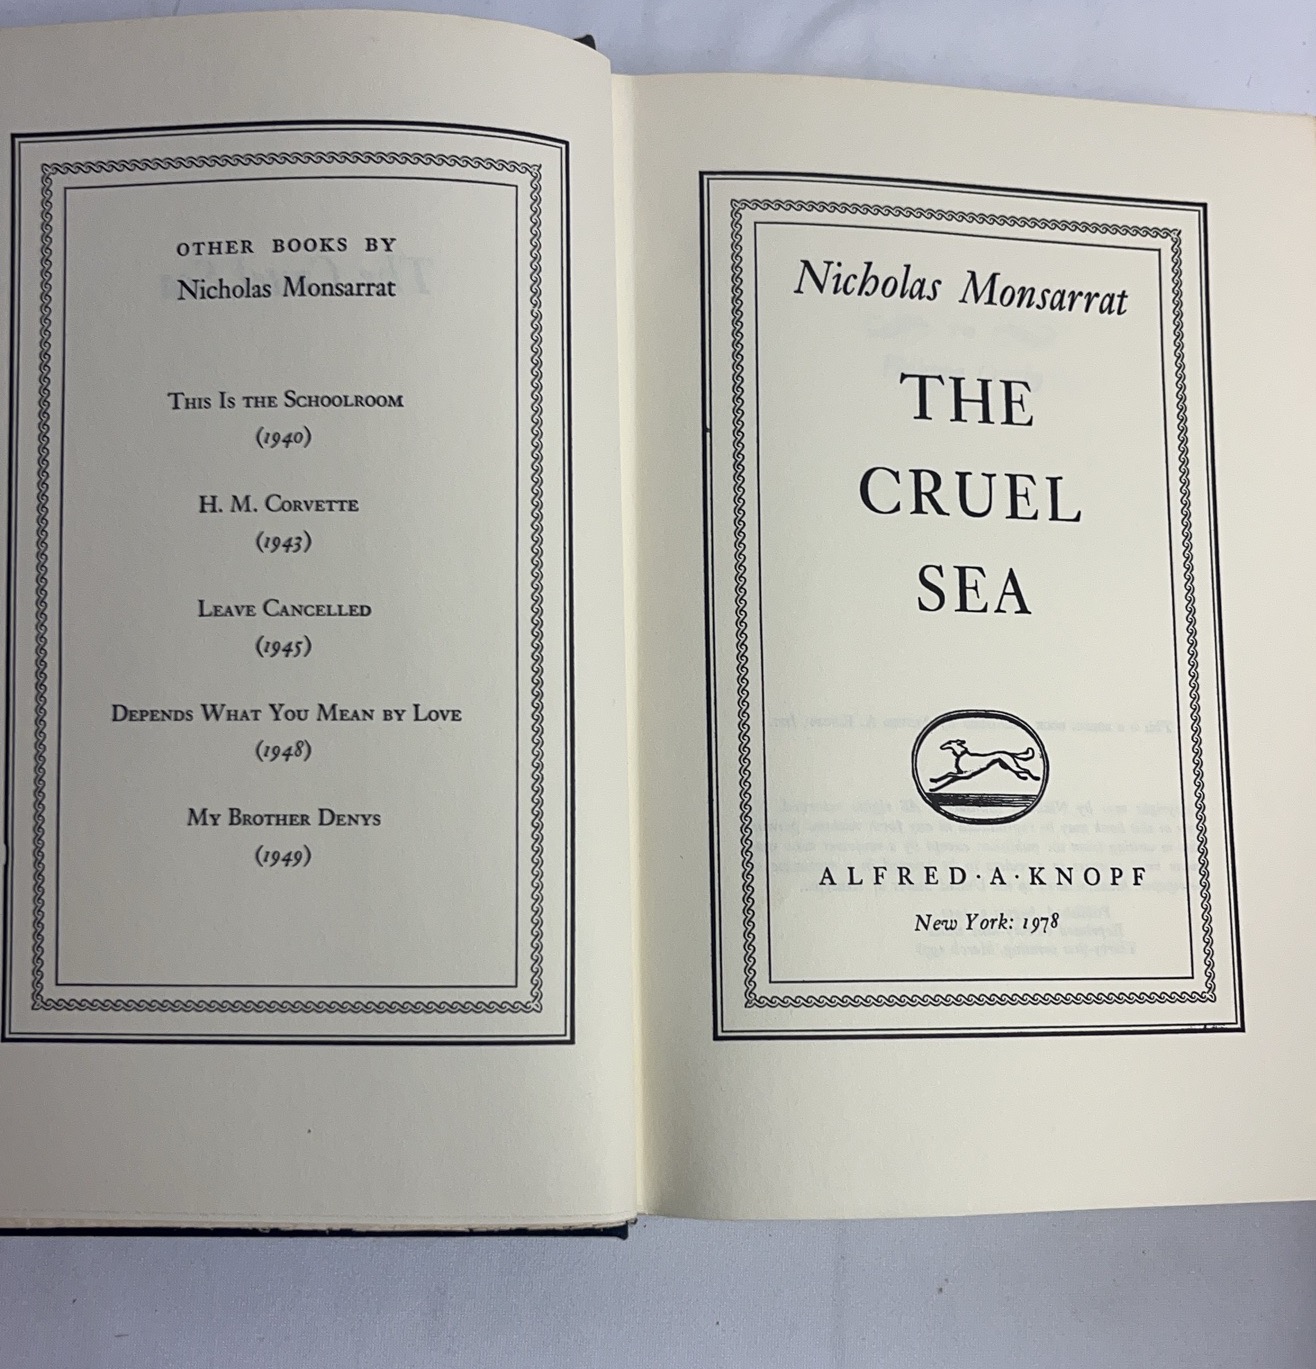 OTHER BOOKS BY
Nicholas Monsarrat
This Is the Schoolroom
(1940)
H. M. Corvette
(1943)
Leave Cancelled
(1945)
Depends What You Mean by Love
(1948)
My Brother Denys
(1949)
Nicholas Monsarrat
THE
CRUEL
SEA
ALFRED·A·KNOPF
New York: 1978